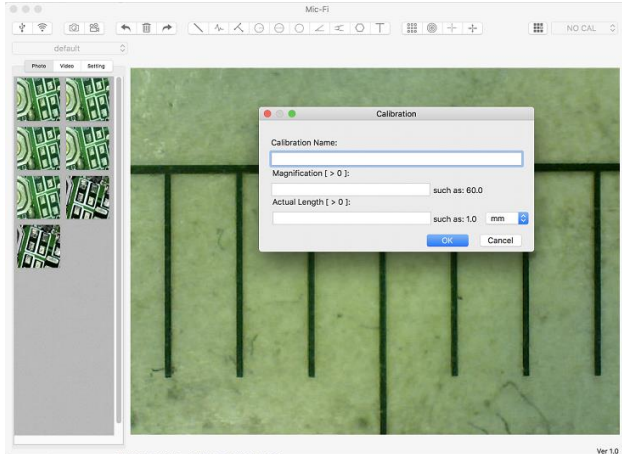 Mic-Fi
NO CAL
default
Photo Video Setting
Calibration
Calibration Name:
Magnification [ > 0 ]:
such as: 60.0
Actual Length [ > 0 ]:
such as: 1.0 mm
OK Cancel
Ver 1.0